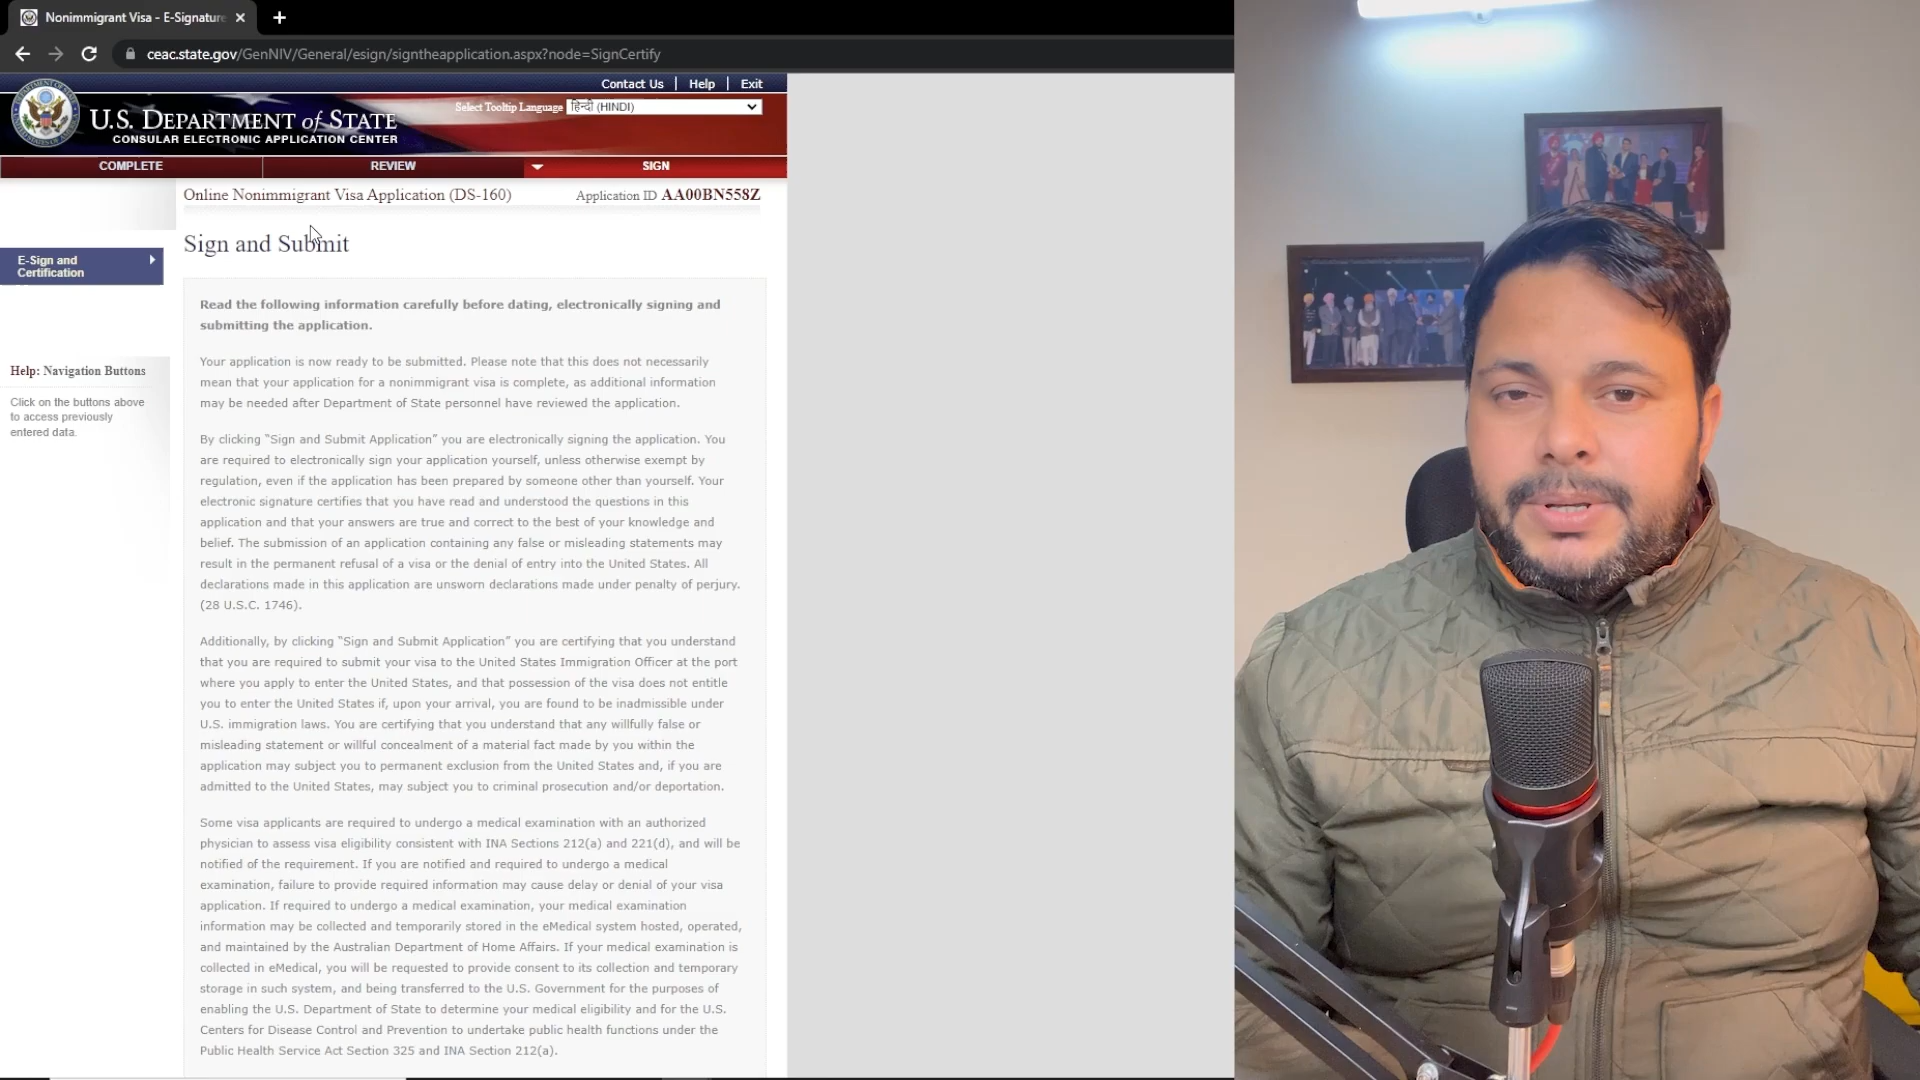 Nonimmigrant Visa - E-Signature
ceac.state.gov/GenNIV/General/esign/signtheapplication.aspx?node=SignCertify
Contact Us | Help | Exit
Select Tooltip Language हिन्दी (HINDI)
U.S. DEPARTMENT of STATE
CONSULAR ELECTRONIC APPLICATION CENTER
COMPLETE REVIEW SIGN
Online Nonimmigrant Visa Application (DS-160) Application ID AA00BN558Z
Sign and Submit
E-Sign and
Certification
Help: Navigation Buttons
Click on the buttons above
to access previously
entered data.
Read the following information carefully before dating, electronically signing and
submitting the application.
Your application is now ready to be submitted. Please note that this does not necessarily
mean that your application for a nonimmigrant visa is complete, as additional information
may be needed after Department of State personnel have reviewed the application.
By clicking "Sign and Submit Application" you are electronically signing the application. You
are required to electronically sign your application yourself, unless otherwise exempt by
regulation, even if the application has been prepared by someone other than yourself. Your
electronic signature certifies that you have read and understood the questions in this
application and that your answers are true and correct to the best of your knowledge and
belief. The submission of an application containing any false or misleading statements may
result in the permanent refusal of a visa or the denial of entry into the United States. All
declarations made in this application are unsworn declarations made under penalty of perjury.
(28 U.S.C. 1746).
Additionally, by clicking "Sign and Submit Application" you are certifying that you understand
that you are required to submit your visa to the United States Immigration Officer at the port
where you apply to enter the United States, and that possession of the visa does not entitle
you to enter the United States if, upon your arrival, you are found to be inadmissible under
U.S. immigration laws. You are certifying that you understand that any willfully false or
misleading statement or willful concealment of a material fact made by you within the
application may subject you to permanent exclusion from the United States and, if you are
admitted to the United States, may subject you to criminal prosecution and/or deportation.
Some visa applicants are required to undergo a medical examination with an authorized
physician to assess visa eligibility consistent with INA Sections 212(a) and 221(d), and will be
notified of the requirement. If you are notified and required to undergo a medical
examination, failure to provide required information may cause delay or denial of your visa
application. If required to undergo a medical examination, your medical examination
information may be collected and temporarily stored in the eMedical system hosted, operated,
and maintained by the Australian Department of Home Affairs. If your medical examination is
collected in eMedical, you will be requested to provide consent to its collection and temporary
storage in such system, and being transferred to the U.S. Government for the purposes of
enabling the U.S. Department of State to determine your medical eligibility and for the U.S.
Centers for Disease Control and Prevention to undertake public health functions under the
Public Health Service Act Section 325 and INA Section 212(a).